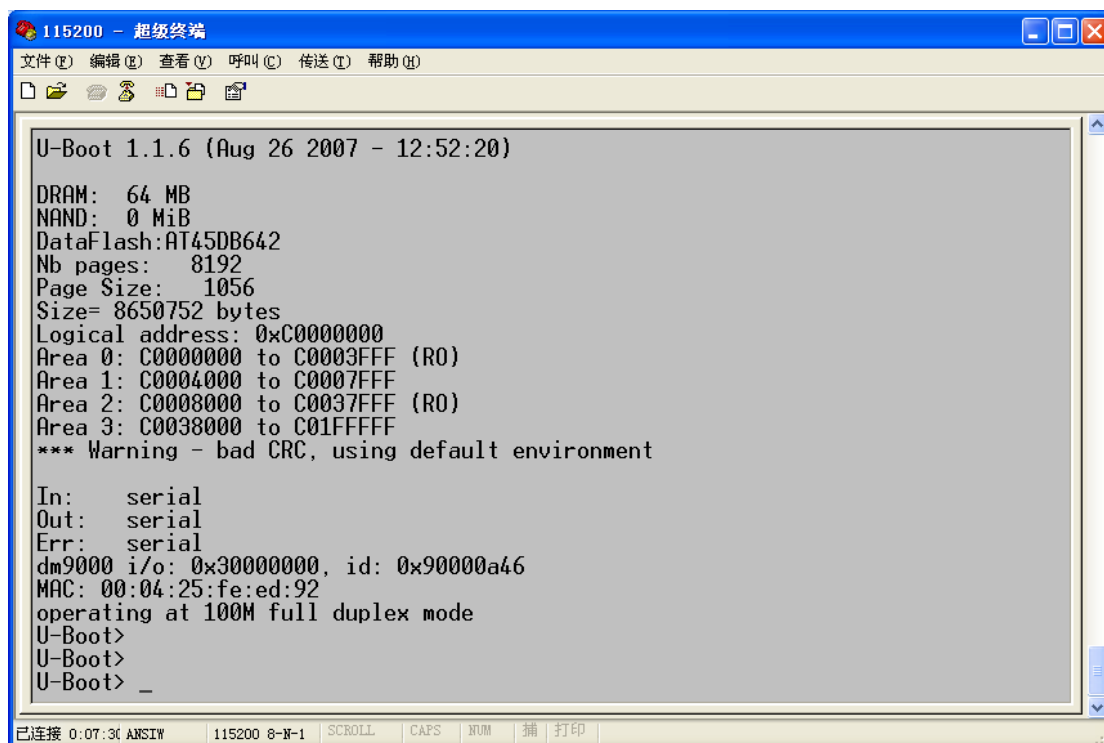 115200 - 超级终端
文件(F) 编辑(E) 查看(V) 呼叫(C) 传送(T) 帮助(H)
U-Boot 1.1.6 (Aug 26 2007 - 12:52:20)
DRAM: 64 MB
NAND: 0 MiB
DataFlash:AT45DB642
Nb pages: 8192
Page Size: 1056
Size= 8650752 bytes
Logical address: 0xC0000000
Area 0: C0000000 to C0003FFF (RO)
Area 1: C0004000 to C0007FFF
Area 2: C0008000 to C0037FFF (RO)
Area 3: C0038000 to C01FFFFF
*** Warning - bad CRC, using default environment
In: serial
Out: serial
Err: serial
dm9000 i/o: 0x30000000, id: 0x90000a46
MAC: 00:04:25:fe:ed:92
operating at 100M full duplex mode
U-Boot>
U-Boot>
U-Boot> _
已连接 0:07:30 ANSIW 115200 8-N-1 SCROLL CAPS NUM 捕 打印